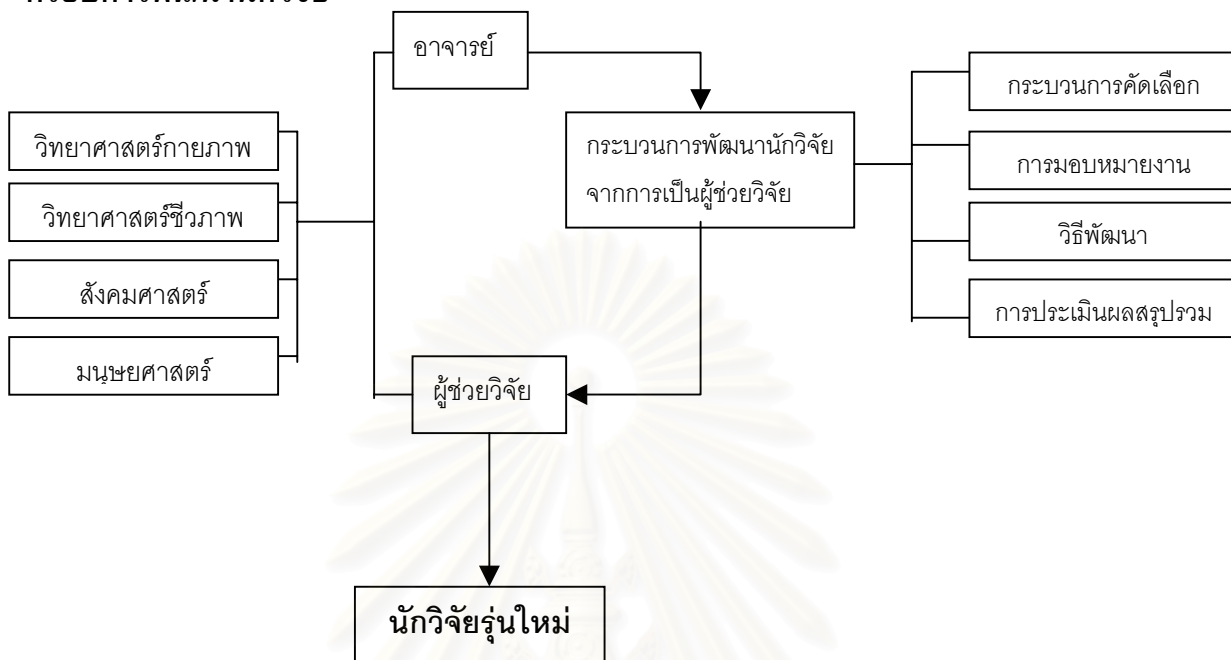 อาจารย์
กระบวนการคัดเลือก
วิทยาศาสตร์กายภาพ
กระบวนการพัฒนานักวิจัย
จากการเป็นผู้ช่วยวิจัย
การมอบหมายงาน
วิทยาศาสตร์ชีวภาพ
วิธีพัฒนา
สังคมศาสตร์
การประเมินผลสรุปรวม
มนุษยศาสตร์
ผู้ช่วยวิจัย
นักวิจัยรุ่นใหม่